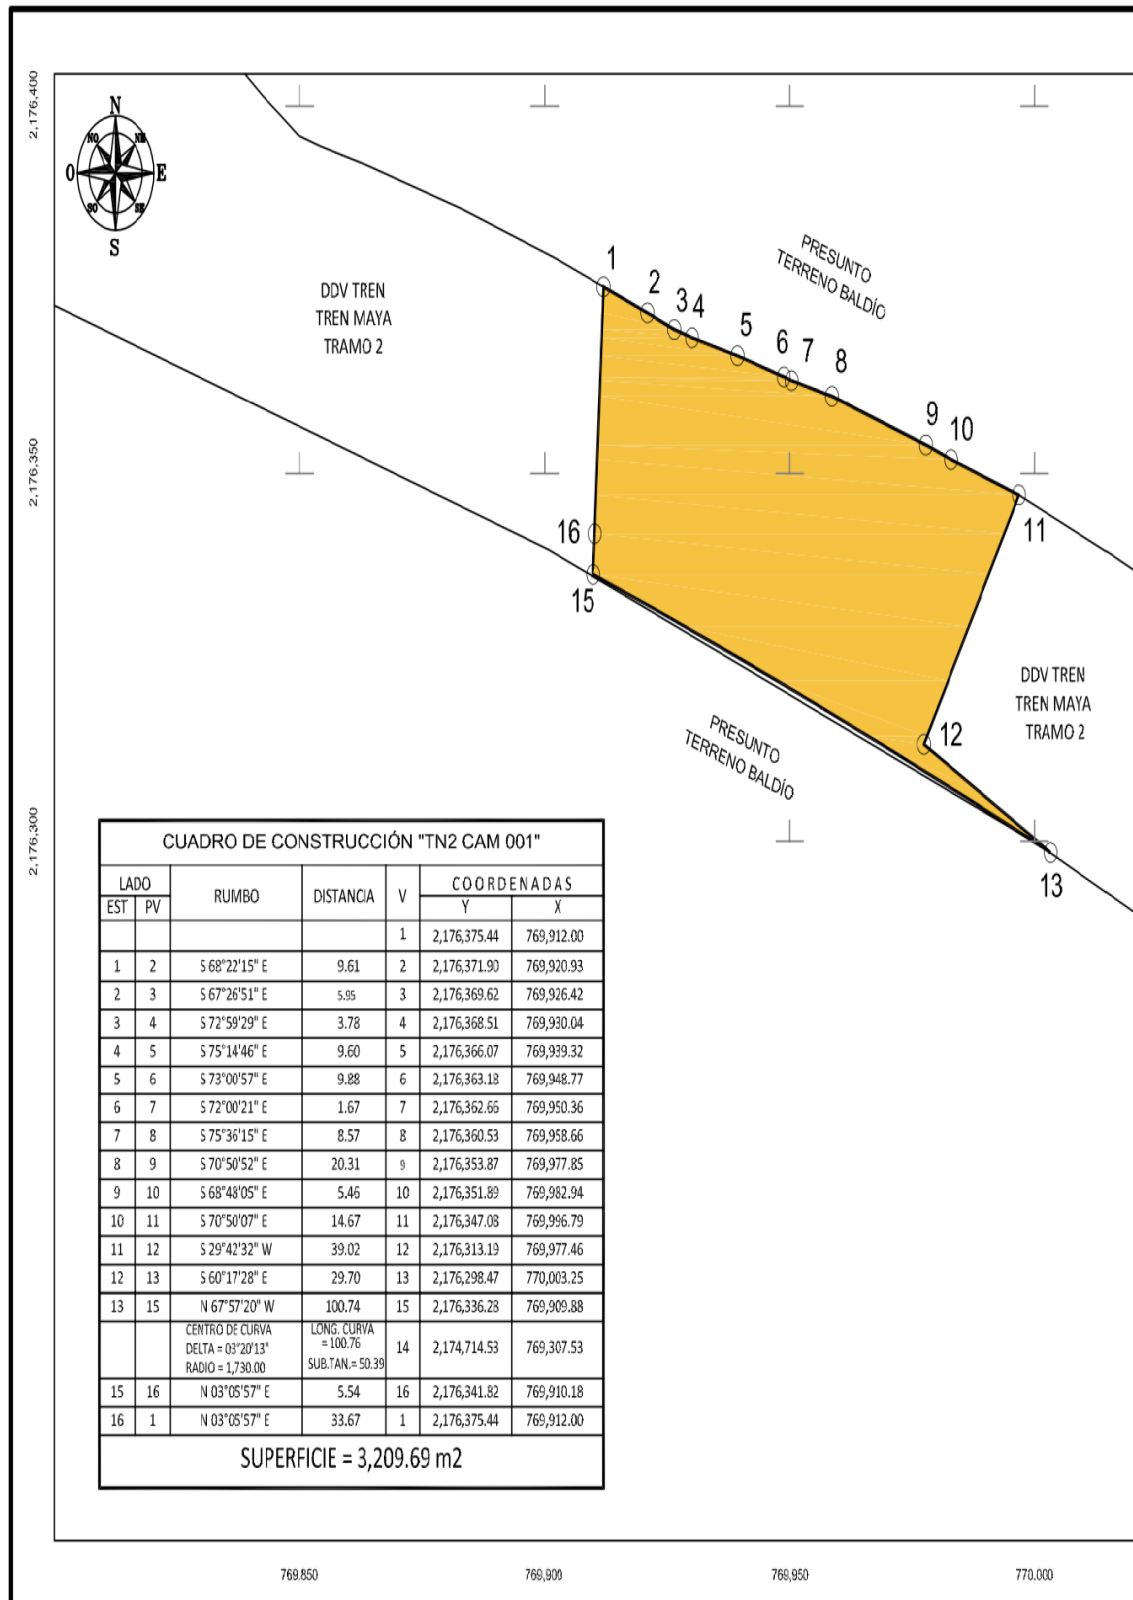 2,176,400
N
NO
NE
O
E
SO
SE
S
PRESUNTO
TERRENO BALDÍO
1
2
3
4
5
6
7
8
9
10
11
DDV TREN
TREN MAYA
TRAMO 2
2,176,350
16
15
12
13
DDV TREN
TREN MAYA
TRAMO 2
PRESUNTO
TERRENO BALDÍO
2,176,300
CUADRO DE CONSTRUCCIÓN "TN2 CAM 001"
LADO RUMBO DISTANCIA V COORDENADAS
EST PV Y X
1 2,176,375.44 769,912.00
1 2 S 68°22'15" E 9.61 2 2,176,371.90 769,920.93
2 3 S 67°26'51" E 5.95 3 2,176,369.62 769,926.42
3 4 S 72°59'29" E 3.78 4 2,176,368.51 769,930.04
4 5 S 75°14'46" E 9.60 5 2,176,366.07 769,939.32
5 6 S 73°00'57" E 9.88 6 2,176,363.18 769,948.77
6 7 S 72°00'21" E 1.67 7 2,176,362.66 769,950.36
7 8 S 75°36'15" E 8.57 8 2,176,360.53 769,958.66
8 9 S 70°50'52" E 20.31 9 2,176,353.87 769,977.85
9 10 S 68°48'05" E 5.46 10 2,176,351.89 769,982.94
10 11 S 70°50'07" E 14.67 11 2,176,347.08 769,996.79
11 12 S 29°42'32" W 39.02 12 2,176,313.19 769,977.46
12 13 S 60°17'28" E 29.70 13 2,176,298.47 770,003.25
13 15 N 67°57'20" W 100.74 15 2,176,336.28 769,909.88
CENTRO DE CURVA LONG. CURVA
DELTA = 03°20'13" = 100.76 14 2,174,714.53 769,307.53
RADIO = 1,730.00 SUB.TAN.= 50.39
15 16 N 03°05'57" E 5.54 16 2,176,341.82 769,910.18
16 1 N 03°05'57" E 33.67 1 2,176,375.44 769,912.00
SUPERFICIE = 3,209.69 m2
769,850
769,900
769,950
770,000